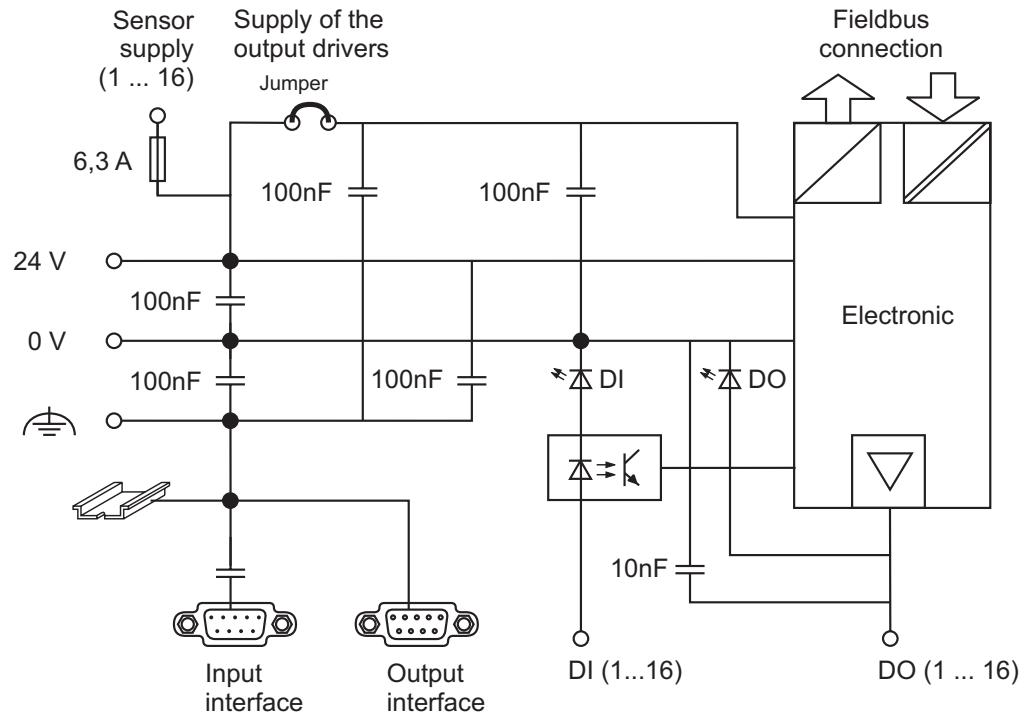 Sensor
supply
(1 ... 16)
Supply of the
output drivers
Jumper
Fieldbus
connection
6,3 A
100nF
100nF
24 V
100nF
Electronic
0 V
100nF
100nF
DI
DO
10nF
Input
interface
Output
interface
DI (1...16)
DO (1 ... 16)